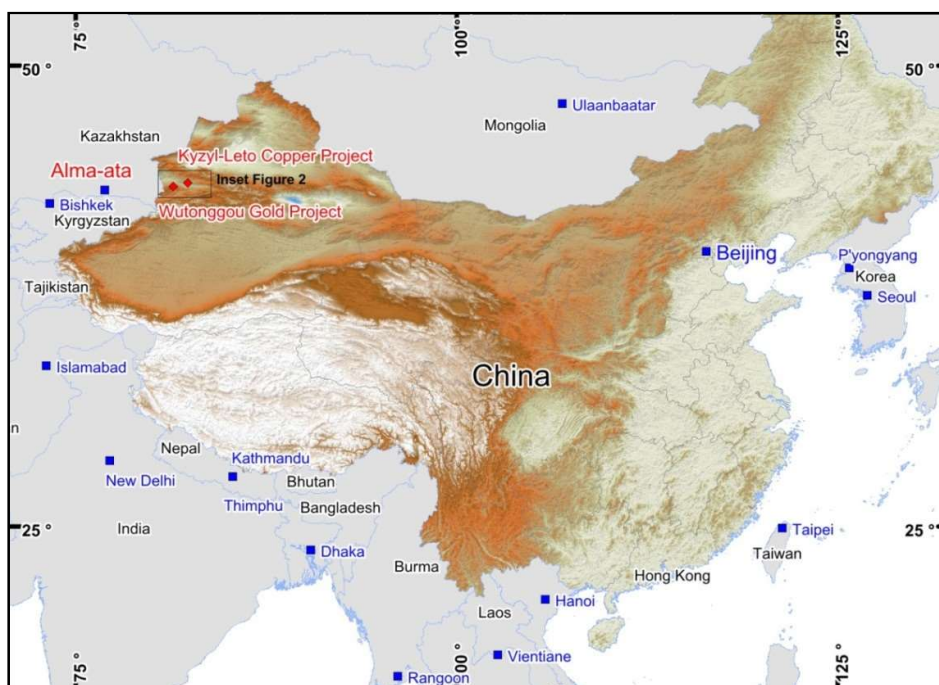 75°
100°
125°
50 °
50 °
Ulaanbaatar
Mongolia
Kazakhstan
Kyzyl-Leto Copper Project
Alma-ata
Inset Figure 2
Bishkek
Wutonggou Gold Project
Kyrgyzstan
Beijing
P'yongyang
Korea
Tajikistan
Seoul
Islamabad
China
an
Nepal
Kathmandu
New Delhi
Bhutan
Thimphu
Bangladesh
India
25 °
Taipei
25 °
Dhaka
Taiwan
Burma
Hong Kong
Laos
Hanoi
Vientiane
Rangoon
75°
00 °
125°